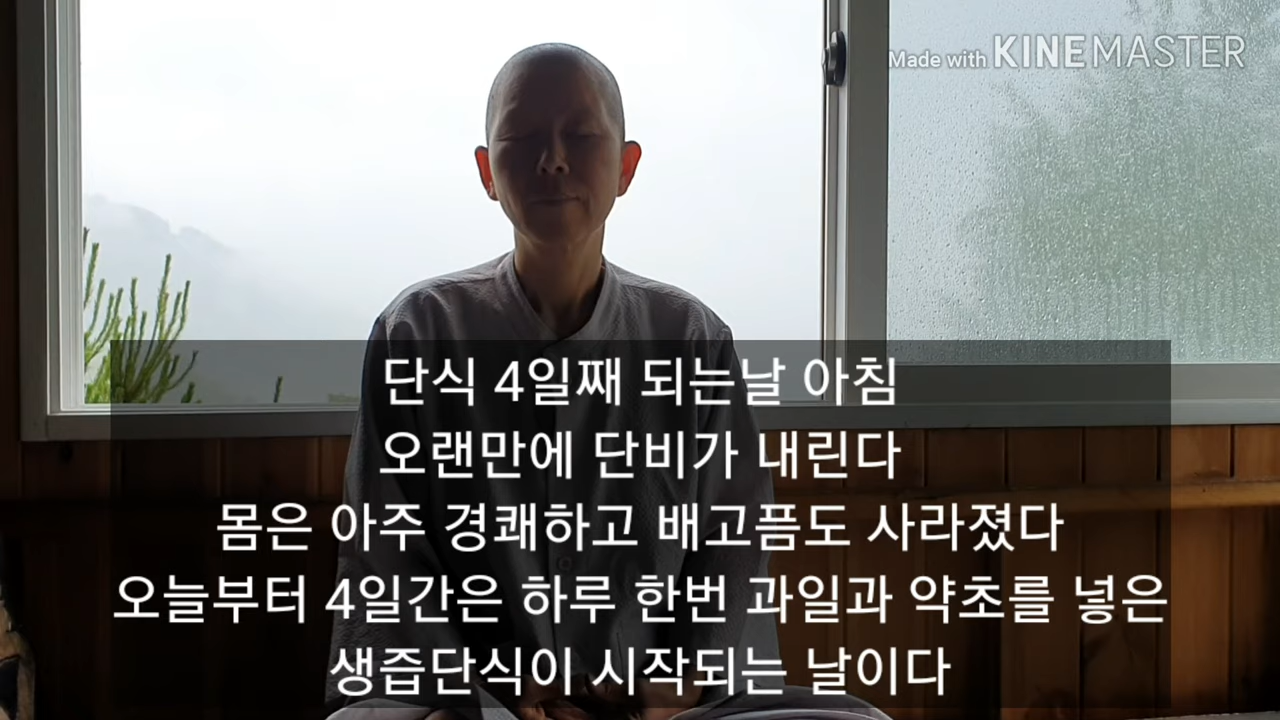 Made with KINEMASTER
단식 4일째 되는날 아침
오랜만에 단비가 내린다
몸은 아주 경쾌하고 배고픔도 사라졌다
오늘부터 4일간은 하루 한번 과일과 약초를 넣은
생즙단식이 시작되는 날이다